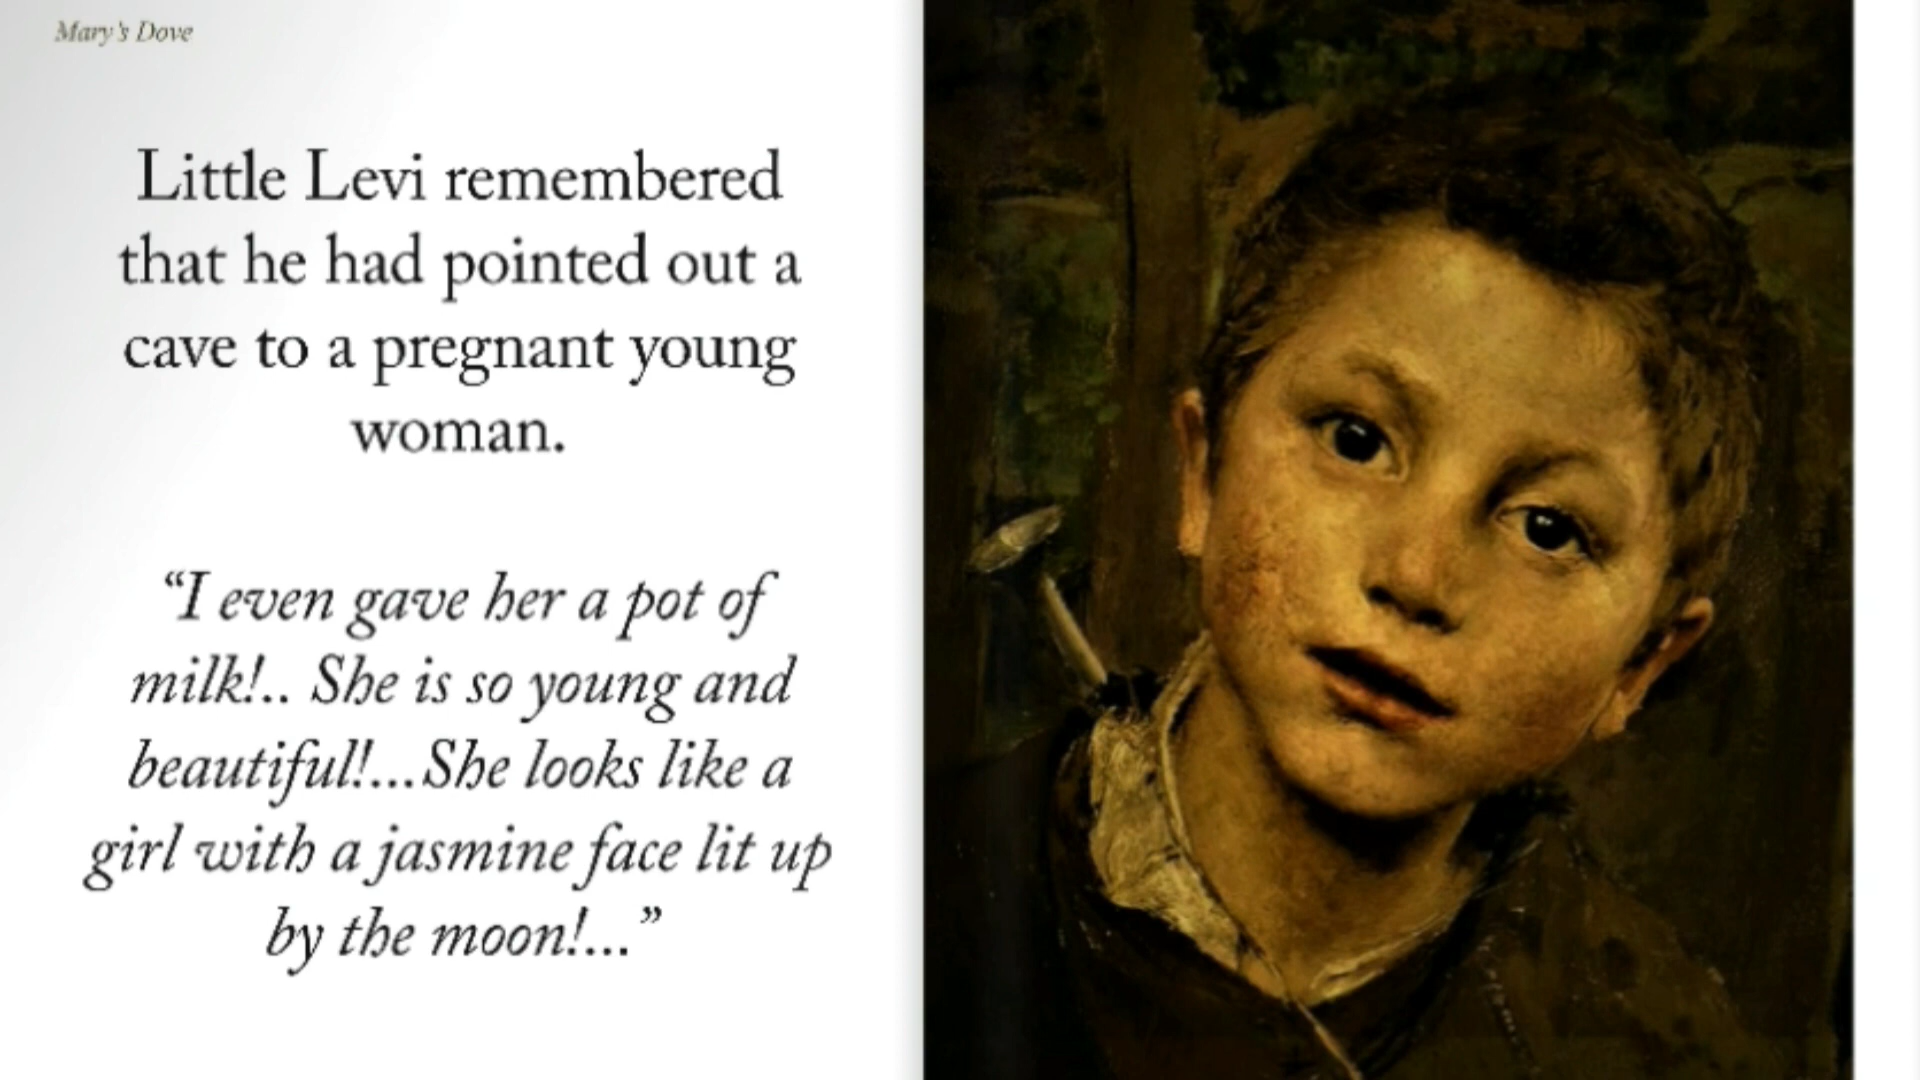 Mary's Dove
Little Levi remembered
that he had pointed out a
cave to a pregnant young
woman.
“I even gave her a pot of
milk!.. She is so young and
beautiful!...She looks like a
girl with a jasmine face lit up
by the moon!...”